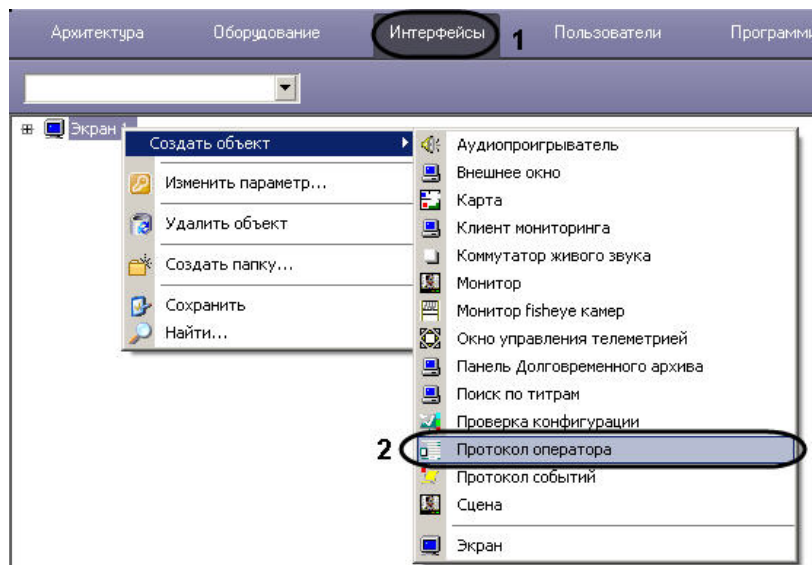 Архитектура Оборудование Интерфейсы 1 Пользователи Программи
Экран 1
Создать объект
Изменить параметр...
Удалить объект
Создать папку...
Сохранить
Найти...
Аудиопроигрыватель
Внешнее окно
Карта
Клиент мониторинга
Коммутатор живого звука
Монитор
Монитор fisheye камер
Окно управления телеметрией
Панель Долговременного архива
Поиск по титрам
Проверка конфигурации
2 Протокол оператора
Протокол событий
Сцена
Экран